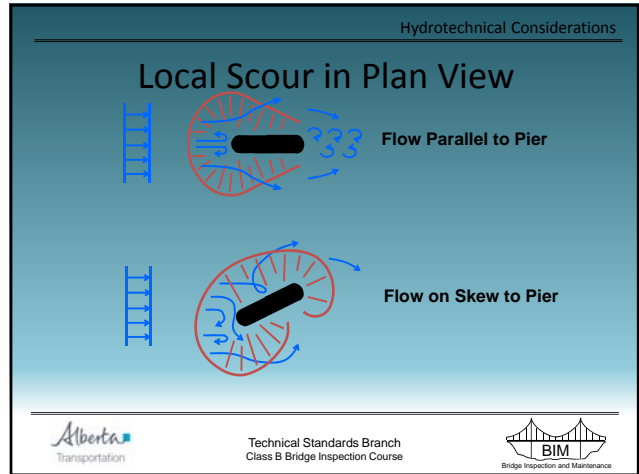 Hydrotechnical Considerations
Local Scour in Plan View
Flow Parallel to Pier
Flow on Skew to Pier
Alberta
Transportation
Technical Standards Branch
Class B Bridge Inspection Course
BIM
Bridge Inspection and Maintenance